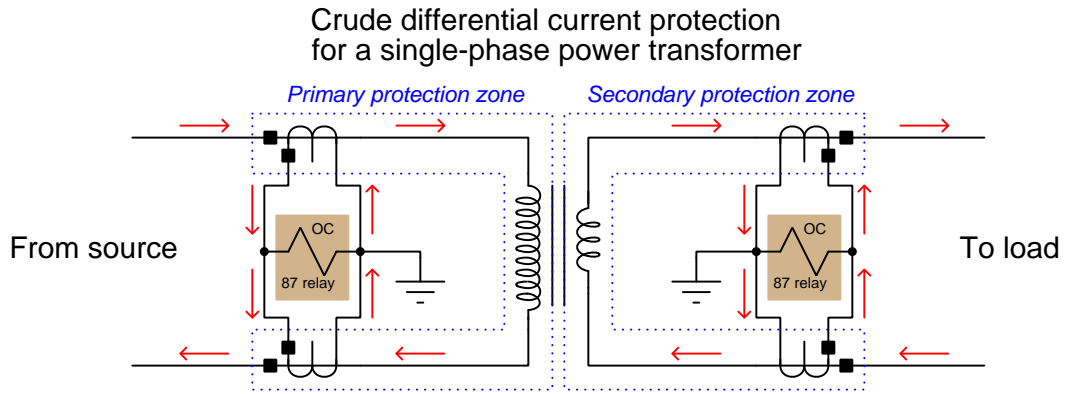 Crude differential current protection
for a single-phase power transformer
Primary protection zone
Secondary protection zone
From source
OC
87 relay
OC
87 relay
To load